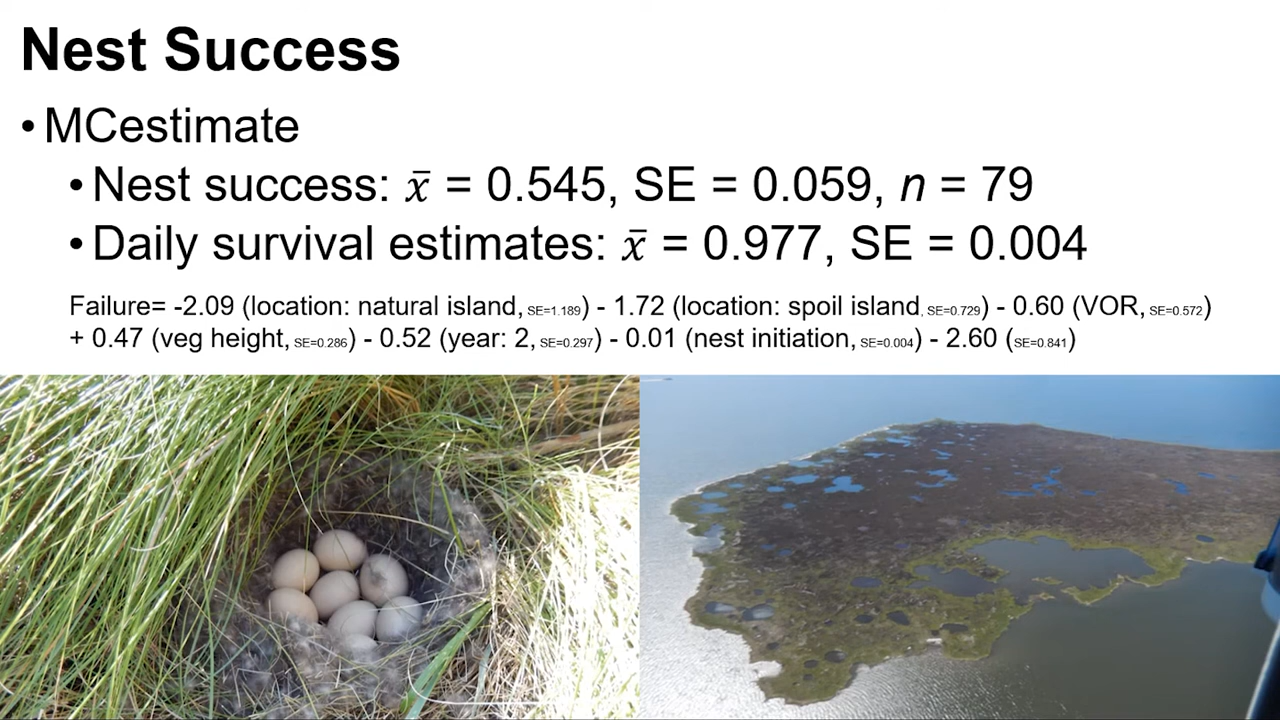 Nest Success
• MCestimate
• Nest success: x̄ = 0.545, SE = 0.059, n = 79
• Daily survival estimates: x̄ = 0.977, SE = 0.004
Failure= -2.09 (location: natural island, SE=1.189) - 1.72 (location: spoil island, SE=0.729) - 0.60 (VOR, SE=0.572)
+ 0.47 (veg height, SE=0.286) - 0.52 (year: 2, SE=0.297) - 0.01 (nest initiation, SE=0.004) - 2.60 (SE=0.841)